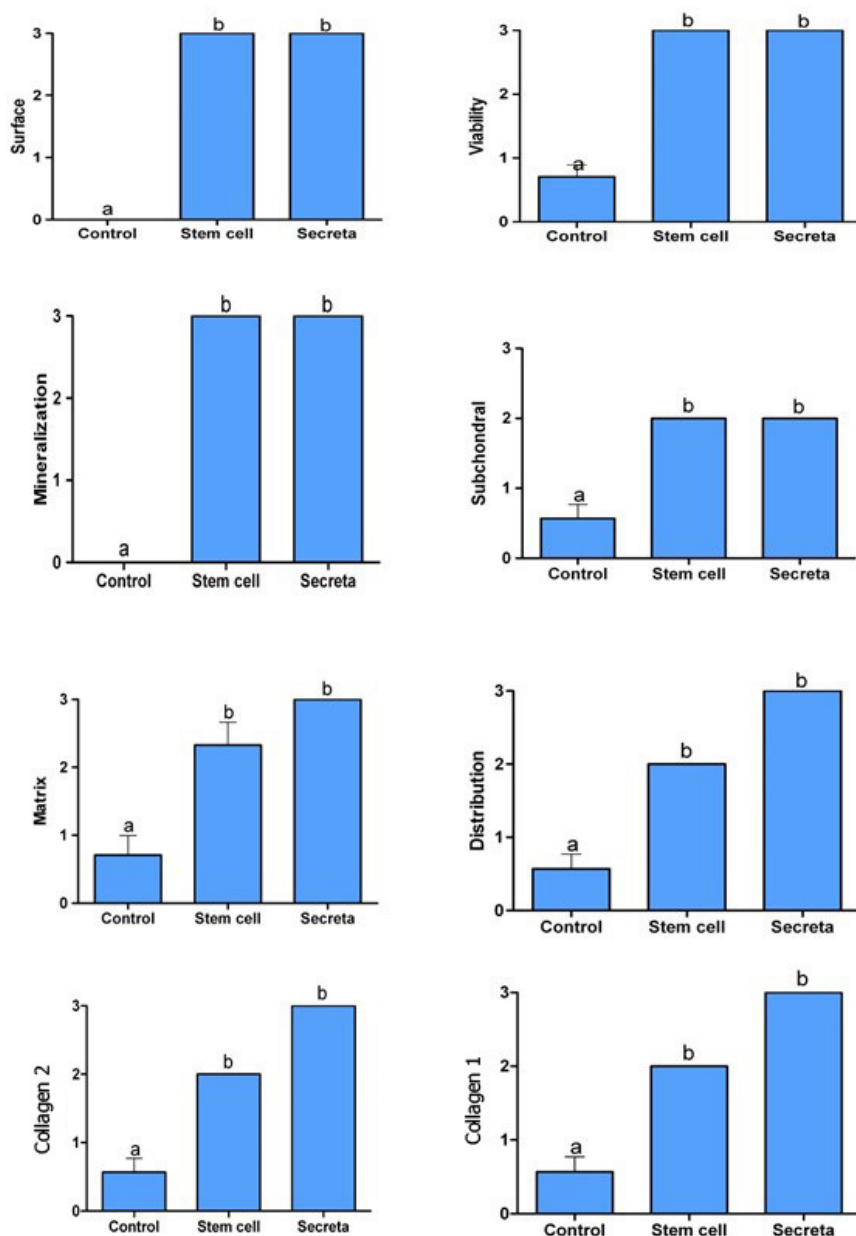 Surface
3
2
1
0
a
b
b
Control Stem cell Secreta
Viability
3
2
1
0
a
b
b
Control Stem cell Secreta
Mineralization
3
2
1
0
a
b
b
Control Stem cell Secreta
Subchondral
3
2
1
0
a
b
b
Control Stem cell Secreta
Matrix
3
2
1
0
a
b
b
Control Stem cell Secreta
Distribution
3
2
1
0
a
b
b
Control Stem cell Secreta
Collagen 2
3
2
1
0
a
b
b
Control Stem cell Secreta
Collagen 1
3
2
1
0
a
b
b
Control Stem cell Secreta